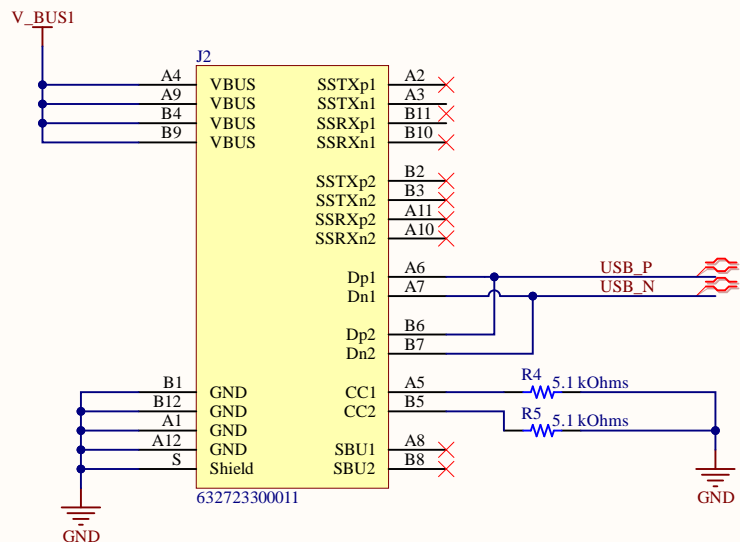 V_BUS1
J2
A4 VBUS SSTXp1 A2
A9 VBUS SSTXn1 A3
B4 VBUS SSRXp1 B11
B9 VBUS SSRXn1 B10
SSTXp2 B2
SSTXn2 B3
SSRXp2 A11
SSRXn2 A10
Dp1 A6 USB_P
Dn1 A7 USB_N
Dp2 B6
Dn2 B7
R4
B1 GND CC1 A5 5.1 kOhms
B12 GND CC2 B5 R5
A1 GND 5.1 kOhms
A12 GND SBU1 A8
S Shield SBU2 B8
632723300011
GND
GND